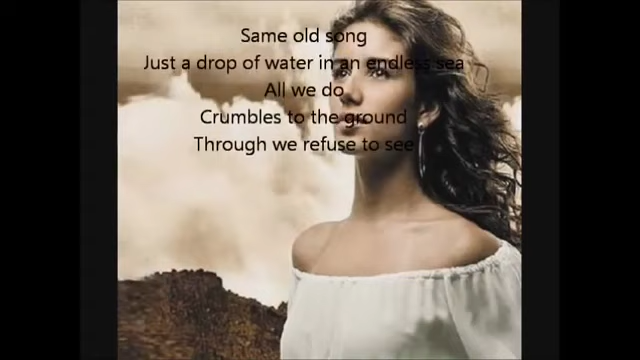 Same old song
Just a drop of water in an endless sea
All we do
Crumbles to the ground
Through we refuse to see